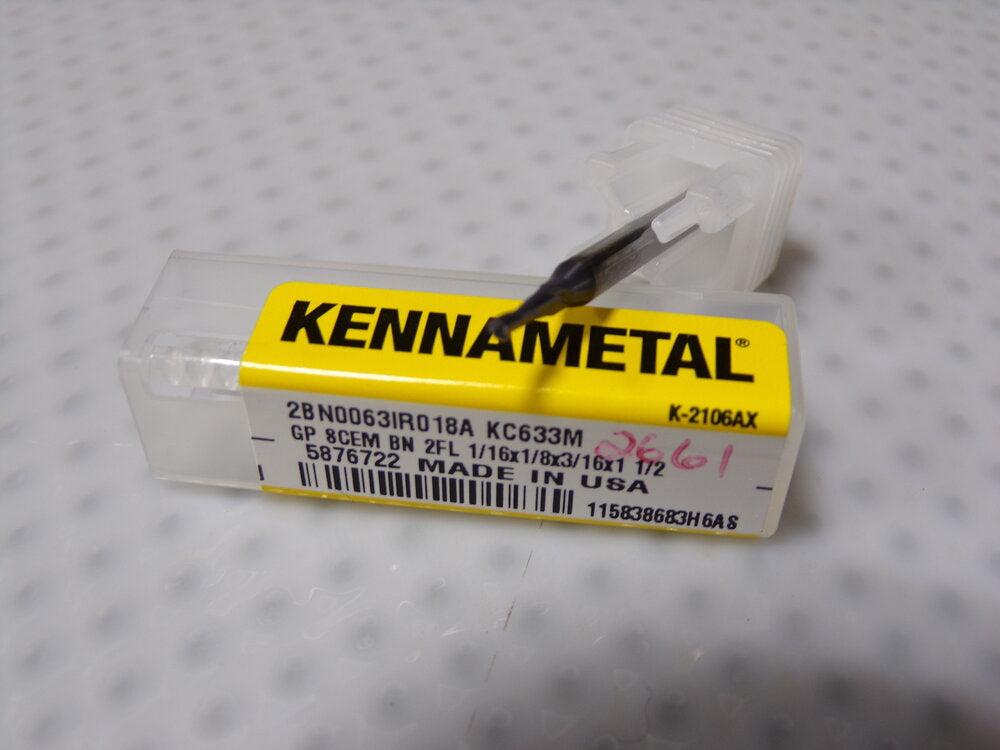 KENNAMETAL®
K-2106AX
2BN0063IR018A KC633M
GP 8CEM BN 2FL 1/16x1/8x3/16x1 1/2
2661
5876722 MADE IN USA
115838683H6AS